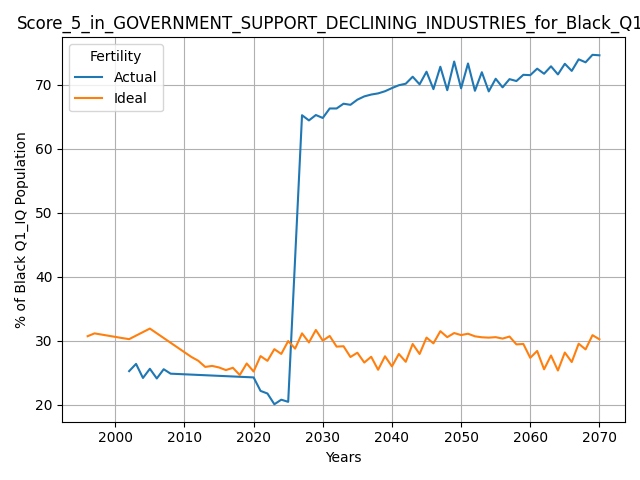 Score_5_in_GOVERNMENT_SUPPORT_DECLINING_INDUSTRIES_for_Black_Q1
Fertility
Actual
Ideal
% of Black Q1_IQ Population
70
60
50
40
30
20
2000 2010 2020 2030 2040 2050 2060 2070
Years